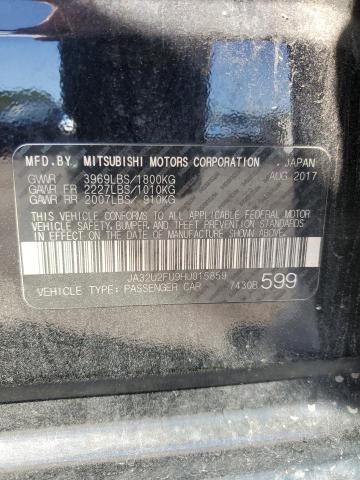 MFD.BY. MITSUBISHI MOTORS CORPORATION JAPAN
GVWR 3969LBS/1800KG AUG 2017
GAWR FR 2227LBS/1010KG
GAWR RR 2007LBS/ 910KG
THIS VEHICLE CONFORMS TO ALL APPLICABLE FEDERAL MOTOR
VEHICLE SAFETY, BUMPER, AND THEFT PREVENTION STANDARDS
IN EFFECT ON THE DATE OF MANUFACTURE SHOWN ABOVE.
JA32U2FU9HU015859
VEHICLE TYPE: PASSENGER CAR 7430B 599